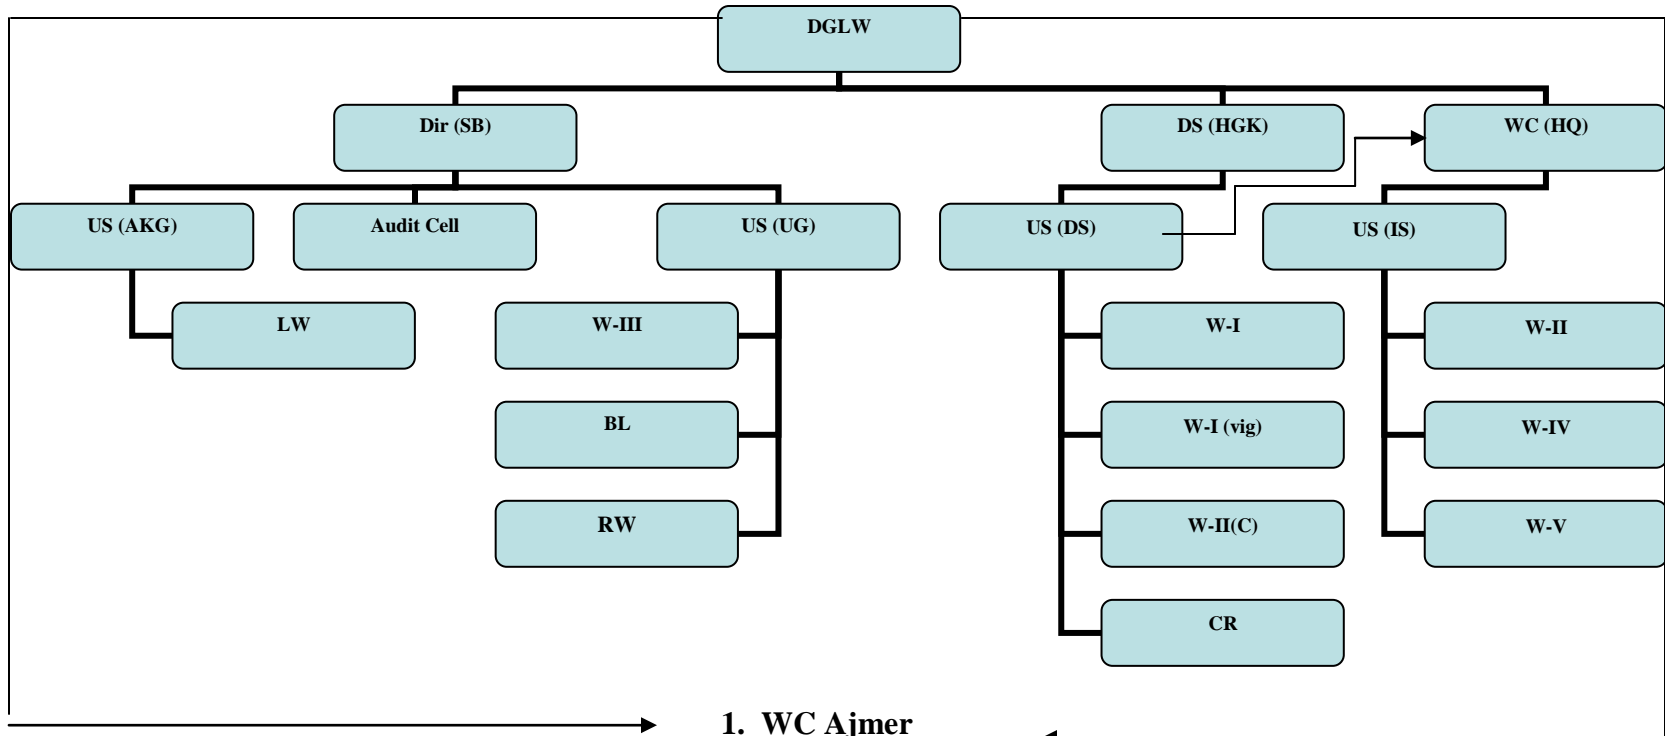 DGLW
Dir (SB)
DS (HGK)
WC (HQ)
US (AKG)
Audit Cell
US (UG)
US (DS)
US (IS)
LW
W-III
W-I
W-II
BL
W-I (vig)
W-IV
RW
W-II(C)
W-V
CR
1. WC Ajmer